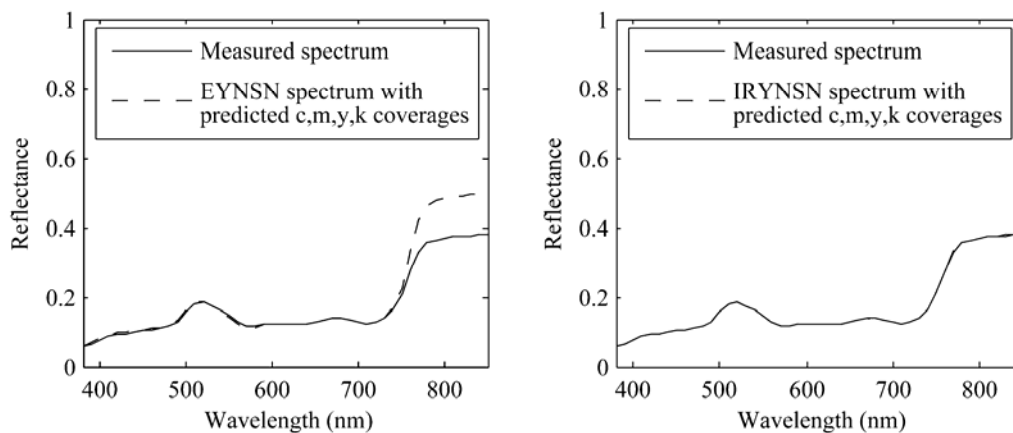 1
0.8
0.6
0.4
0.2
0
Reflectance
Measured spectrum
EYNSN spectrum with
predicted c,m,y,k coverages
400 500 600 700 800
Wavelength (nm)
1
0.8
0.6
0.4
0.2
0
Reflectance
Measured spectrum
IRYNSN spectrum with
predicted c,m,y,k coverages
400 500 600 700 800
Wavelength (nm)